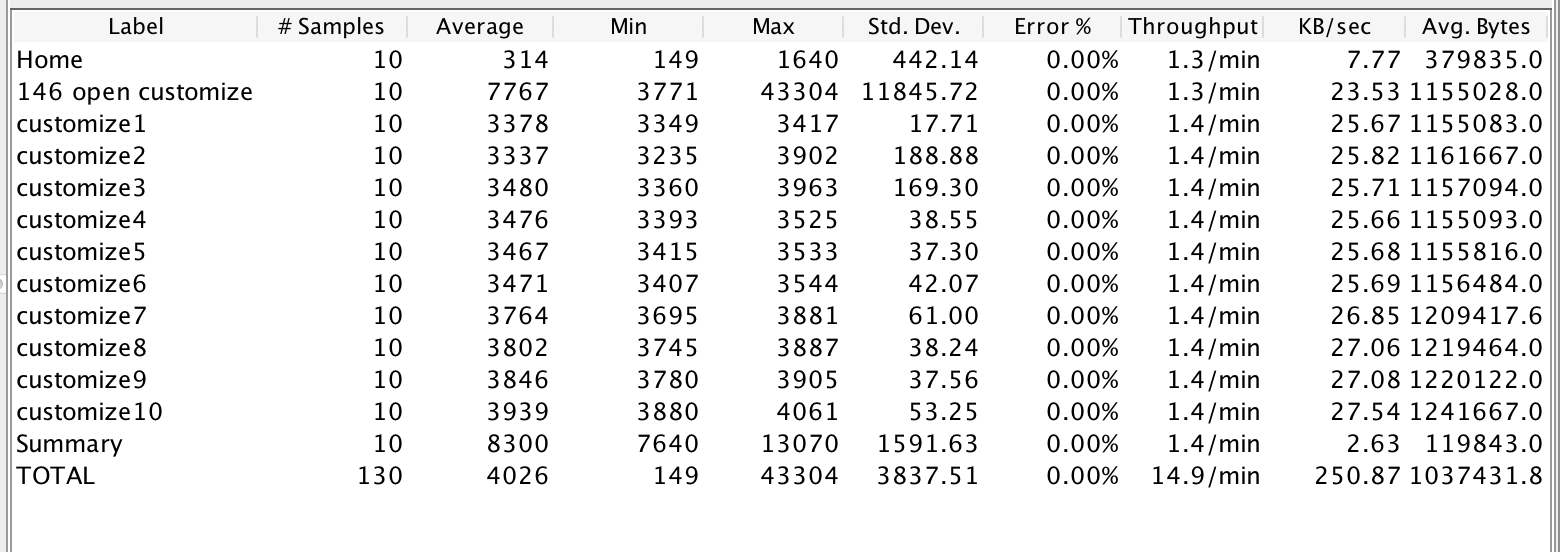 Label # Samples Average Min Max Std. Dev. Error % Throughput KB/sec Avg. Bytes
Home 10 314 149 1640 442.14 0.00% 1.3/min 7.77 379835.0
146 open customize 10 7767 3771 43304 11845.72 0.00% 1.3/min 23.53 1155028.0
customize1 10 3378 3349 3417 17.71 0.00% 1.4/min 25.67 1155083.0
customize2 10 3337 3235 3902 188.88 0.00% 1.4/min 25.82 1161667.0
customize3 10 3480 3360 3963 169.30 0.00% 1.4/min 25.71 1157094.0
customize4 10 3476 3393 3525 38.55 0.00% 1.4/min 25.66 1155093.0
customize5 10 3467 3415 3533 37.30 0.00% 1.4/min 25.68 1155816.0
customize6 10 3471 3407 3544 42.07 0.00% 1.4/min 25.69 1156484.0
customize7 10 3764 3695 3881 61.00 0.00% 1.4/min 26.85 1209417.6
customize8 10 3802 3745 3887 38.24 0.00% 1.4/min 27.06 1219464.0
customize9 10 3846 3780 3905 37.56 0.00% 1.4/min 27.08 1220122.0
customize10 10 3939 3880 4061 53.25 0.00% 1.4/min 27.54 1241667.0
Summary 10 8300 7640 13070 1591.63 0.00% 1.4/min 2.63 119843.0
TOTAL 130 4026 149 43304 3837.51 0.00% 14.9/min 250.87 1037431.8